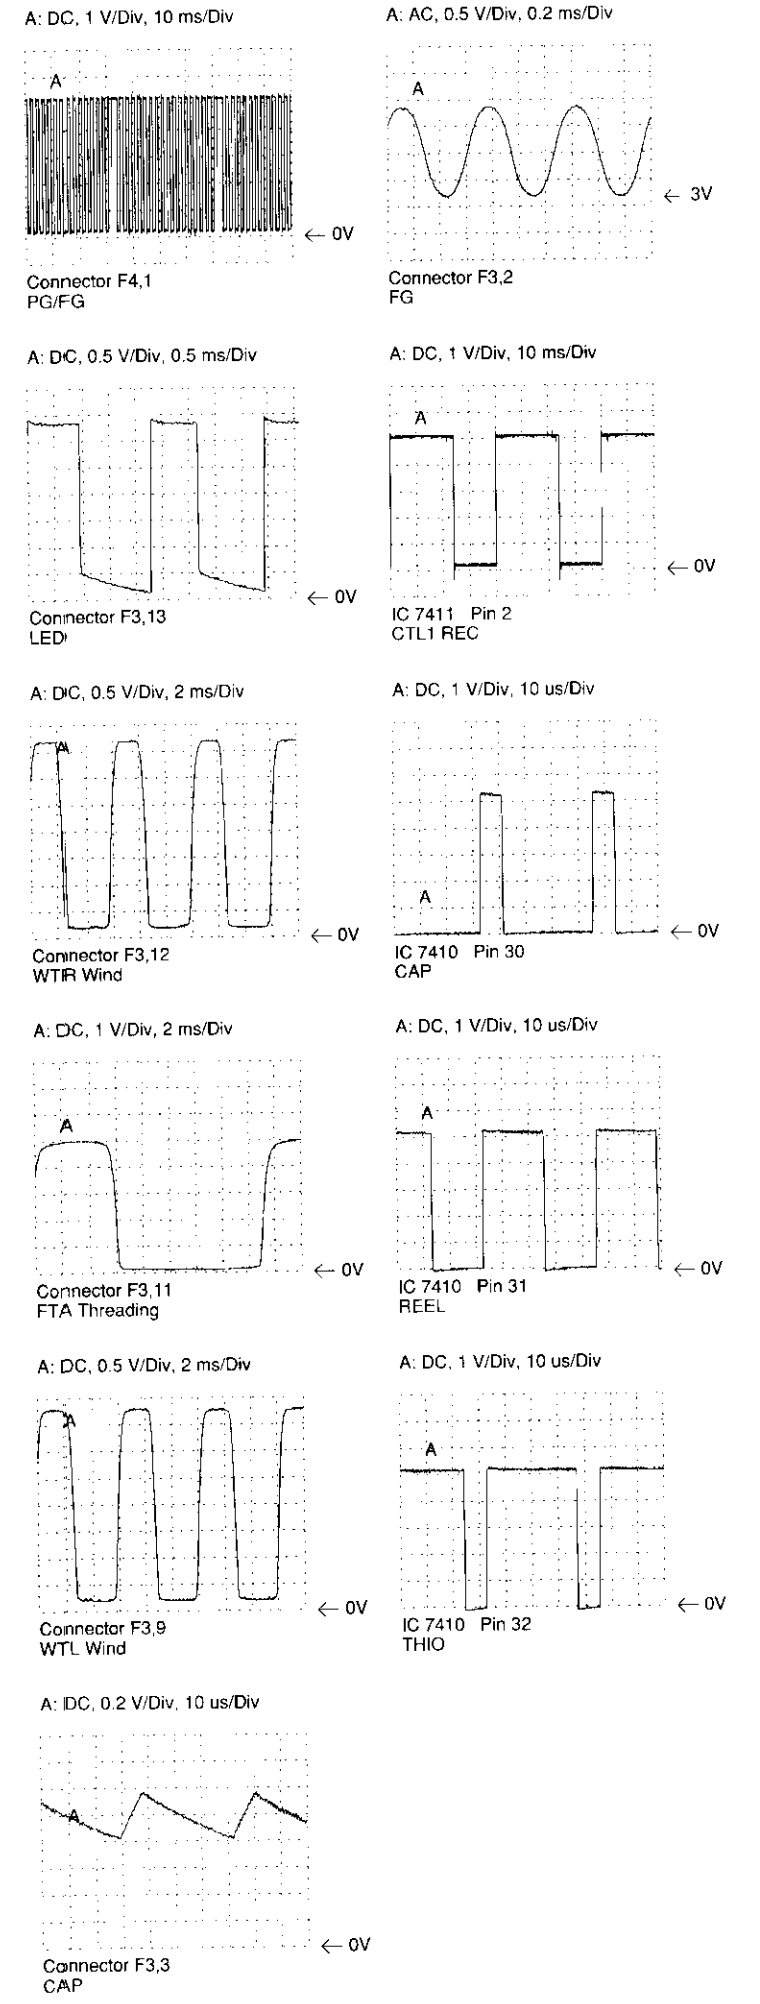 A: DC, 1 V/Div, 10 ms/Div
A
← 0V
Connector F4,1
PG/FG
A: AC, 0.5 V/Div, 0.2 ms/Div
A
← 3V
Connector F3,2
FG
A: DC, 0.5 V/Div, 0.5 ms/Div
← 0V
Connector F3,13
LED
A: DC, 1 V/Div, 10 ms/Div
A
← 0V
IC 7411 Pin 2
CTL1 REC
A: DC, 0.5 V/Div, 2 ms/Div
A
← 0V
Connector F3,12
WTR Wind
A: DC, 1 V/Div, 10 us/Div
A
← 0V
IC 7410 Pin 30
CAP
A: DC, 1 V/Div, 2 ms/Div
A
← 0V
Connector F3,11
FTA Threading
A: DC, 1 V/Div, 10 us/Div
A
← 0V
IC 7410 Pin 31
REEL
A: DC, 0.5 V/Div, 2 ms/Div
A
← 0V
Connector F3,9
WTL Wind
A: DC, 1 V/Div, 10 us/Div
A
← 0V
IC 7410 Pin 32
THIO
A: DC, 0.2 V/Div, 10 us/Div
A
← 0V
Connector F3,3
CAP